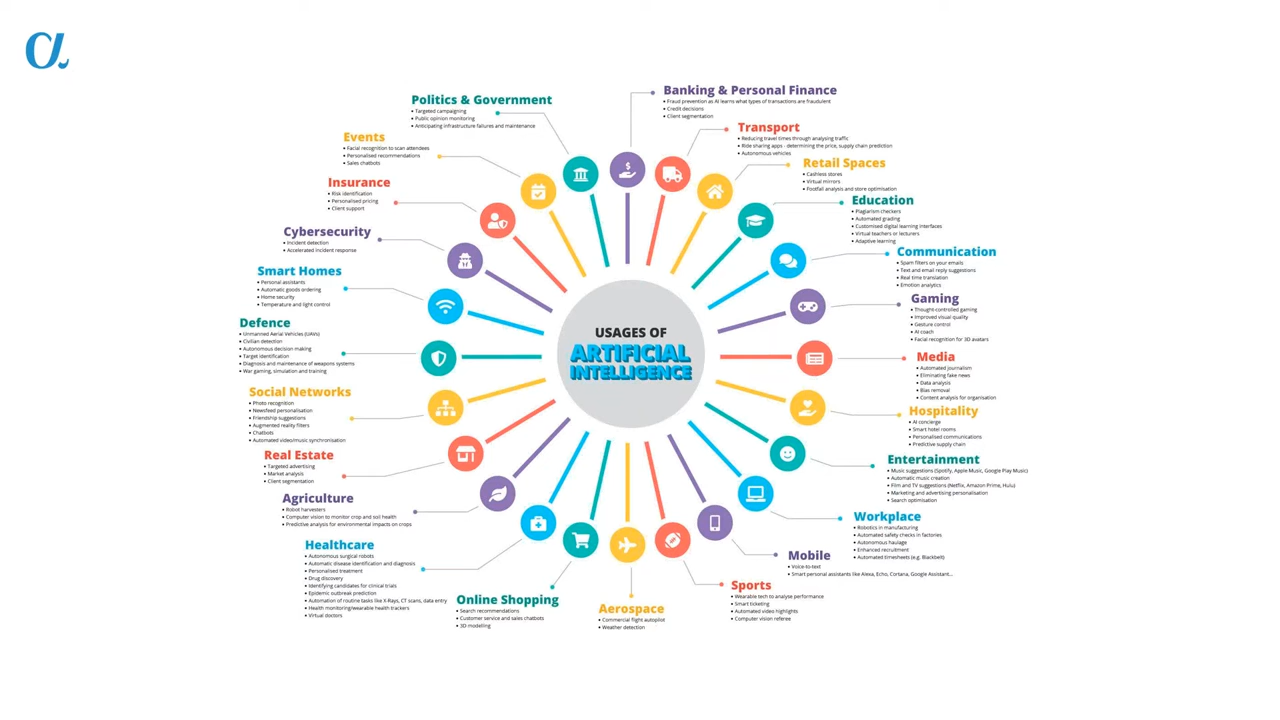 α
Banking & Personal Finance
• Fraud prevention as AI learns what types of transactions are fraudulent
• Credit decisions
• Client segmentation
Transport
• Reducing travel times through analysing traffic
• Ride sharing apps - determining the price, supply chain prediction
• Autonomous vehicles
Retail Spaces
• Cashless stores
• Virtual mirrors
• Footfall analysis and store optimisation
Education
• Plagiarism checkers
• Automated grading
• Customised digital learning interfaces
• Virtual teachers or lecturers
• Adaptive learning
Communication
• Spam filters on your emails
• Text and email reply suggestions
• Real time translation
• Emotion analytics
Gaming
• Thought-controlled gaming
• Improved visual quality
• Gesture control
• AI coach
• Facial recognition for 3D avatars
Media
• Automated journalism
• Eliminating fake news
• Data analysis
• Bias removal
• Content analysis for organisation
Hospitality
• AI concierge
• Smart hotel rooms
• Personalised communications
• Predictive supply chain
Entertainment
• Music suggestions (Spotify, Apple Music, Google Play Music)
• Automatic music creation
• Film and TV suggestions (Netflix, Amazon Prime, Hulu)
• Marketing and advertising personalisation
• Search optimisation
Workplace
• Robotics in manufacturing
• Automated safety checks in factories
• Autonomous haulage
• Enhanced recruitment
• Automated timesheets (e.g. Blackbelt)
Mobile
• Voice-to-text
• Smart personal assistants like Alexa, Echo, Cortana, Google Assistant...
Sports
• Wearable tech to analyse performance
• Smart ticketing
• Automated video highlights
• Computer vision referee
Aerospace
• Commercial flight autopilot
• Weather detection
Online Shopping
• Search recommendations
• Customer service and sales chatbots
• 3D modelling
Healthcare
• Autonomous surgical robots
• Automatic disease identification and diagnosis
• Personalised treatment
• Drug discovery
• Identifying candidates for clinical trials
• Epidemic outbreak prediction
• Automation of routine tasks like X-Rays, CT scans, data entry
• Health monitoring/wearable health trackers
• Virtual doctors
Agriculture
• Robot harvesters
• Computer vision to monitor crop and soil health
• Predictive analysis for environmental impacts on crops
Real Estate
• Targeted advertising
• Market analysis
• Client segmentation
Social Networks
• Photo recognition
• Newsfeed personalisation
• Friendship suggestions
• Augmented reality filters
• Chatbots
• Automated video/music synchronisation
Defence
• Unmanned Aerial Vehicles (UAVs)
• Civilian detection
• Autonomous decision making
• Target identification
• Diagnosis and maintenance of weapons systems
• War gaming, simulation and training
Smart Homes
• Personal assistants
• Automatic goods ordering
• Home security
• Temperature and light control
Cybersecurity
• Incident detection
• Accelerated incident response
Insurance
• Risk identification
• Personalised pricing
• Client support
Events
• Facial recognition to scan attendees
• Personalised recommendations
• Sales chatbots
Politics & Government
• Targeted campaigning
• Public opinion monitoring
• Anticipating infrastructure failures and maintenance
USAGES OF
ARTIFICIAL
INTELLIGENCE